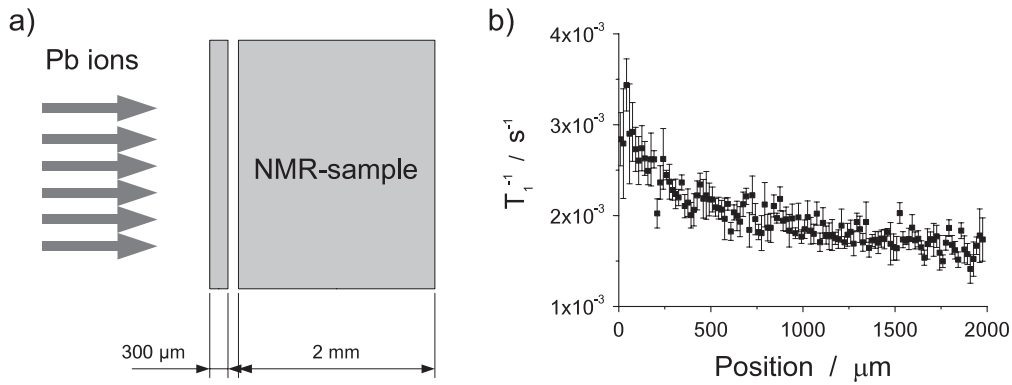 a)
Pb ions
NMR-sample
300 µm
2 mm
b)
4x10⁻³
3x10⁻³
2x10⁻³
1x10⁻³
T₁⁻¹ / s⁻¹
0 500 1000 1500 2000
Position / µm